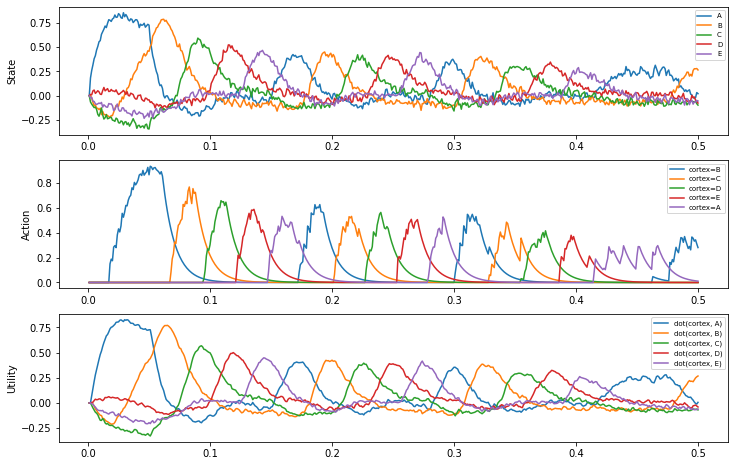 State
0.75
0.50
0.25
0.00
−0.25
A
B
C
D
E
0.0 0.1 0.2 0.3 0.4 0.5
Action
0.8
0.6
0.4
0.2
0.0
cortex=B
cortex=C
cortex=D
cortex=E
cortex=A
0.0 0.1 0.2 0.3 0.4 0.5
Utility
0.75
0.50
0.25
0.00
−0.25
dot(cortex, A)
dot(cortex, B)
dot(cortex, C)
dot(cortex, D)
dot(cortex, E)
0.0 0.1 0.2 0.3 0.4 0.5